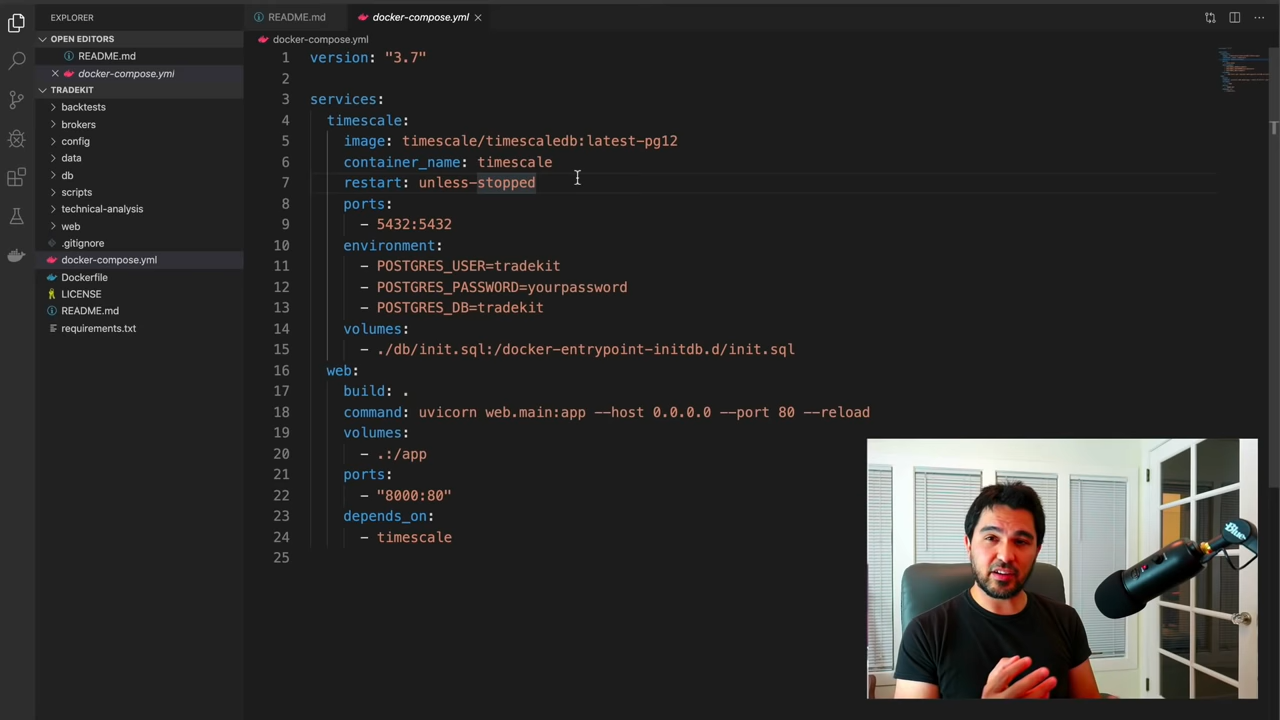 EXPLORER
OPEN EDITORS
README.md
docker-compose.yml
TRADEKIT
backtests
brokers
config
data
db
scripts
technical-analysis
web
.gitignore
docker-compose.yml
Dockerfile
LICENSE
README.md
requirements.txt
README.md
docker-compose.yml
docker-compose.yml
1 version: "3.7"
2
3 services:
4 timescale:
5 image: timescale/timescaledb:latest-pg12
6 container_name: timescale
7 restart: unless-stopped
8 ports:
9 - 5432:5432
10 environment:
11 - POSTGRES_USER=tradekit
12 - POSTGRES_PASSWORD=yourpassword
13 - POSTGRES_DB=tradekit
14 volumes:
15 - ./db/init.sql:/docker-entrypoint-initdb.d/init.sql
16 web:
17 build: .
18 command: uvicorn web.main:app --host 0.0.0.0 --port 80 --reload
19 volumes:
20 - .:/app
21 ports:
22 - "8000:80"
23 depends_on:
24 - timescale
25
Blue